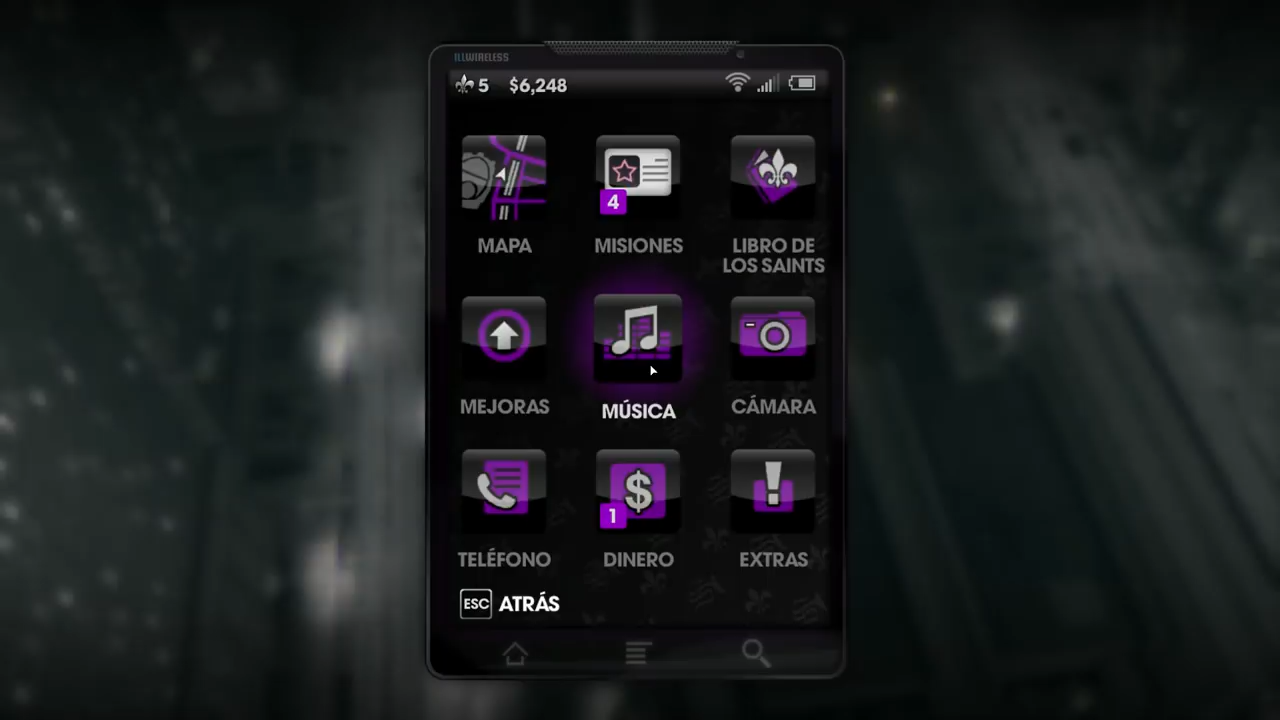 ILLWIRELESS
5 $6,248
MAPA
4
MISIONES
LIBRO DE
LOS SAINTS
MEJORAS
MÚSICA
CÁMARA
TELÉFONO
$
1
DINERO
!
EXTRAS
ESC ATRÁS